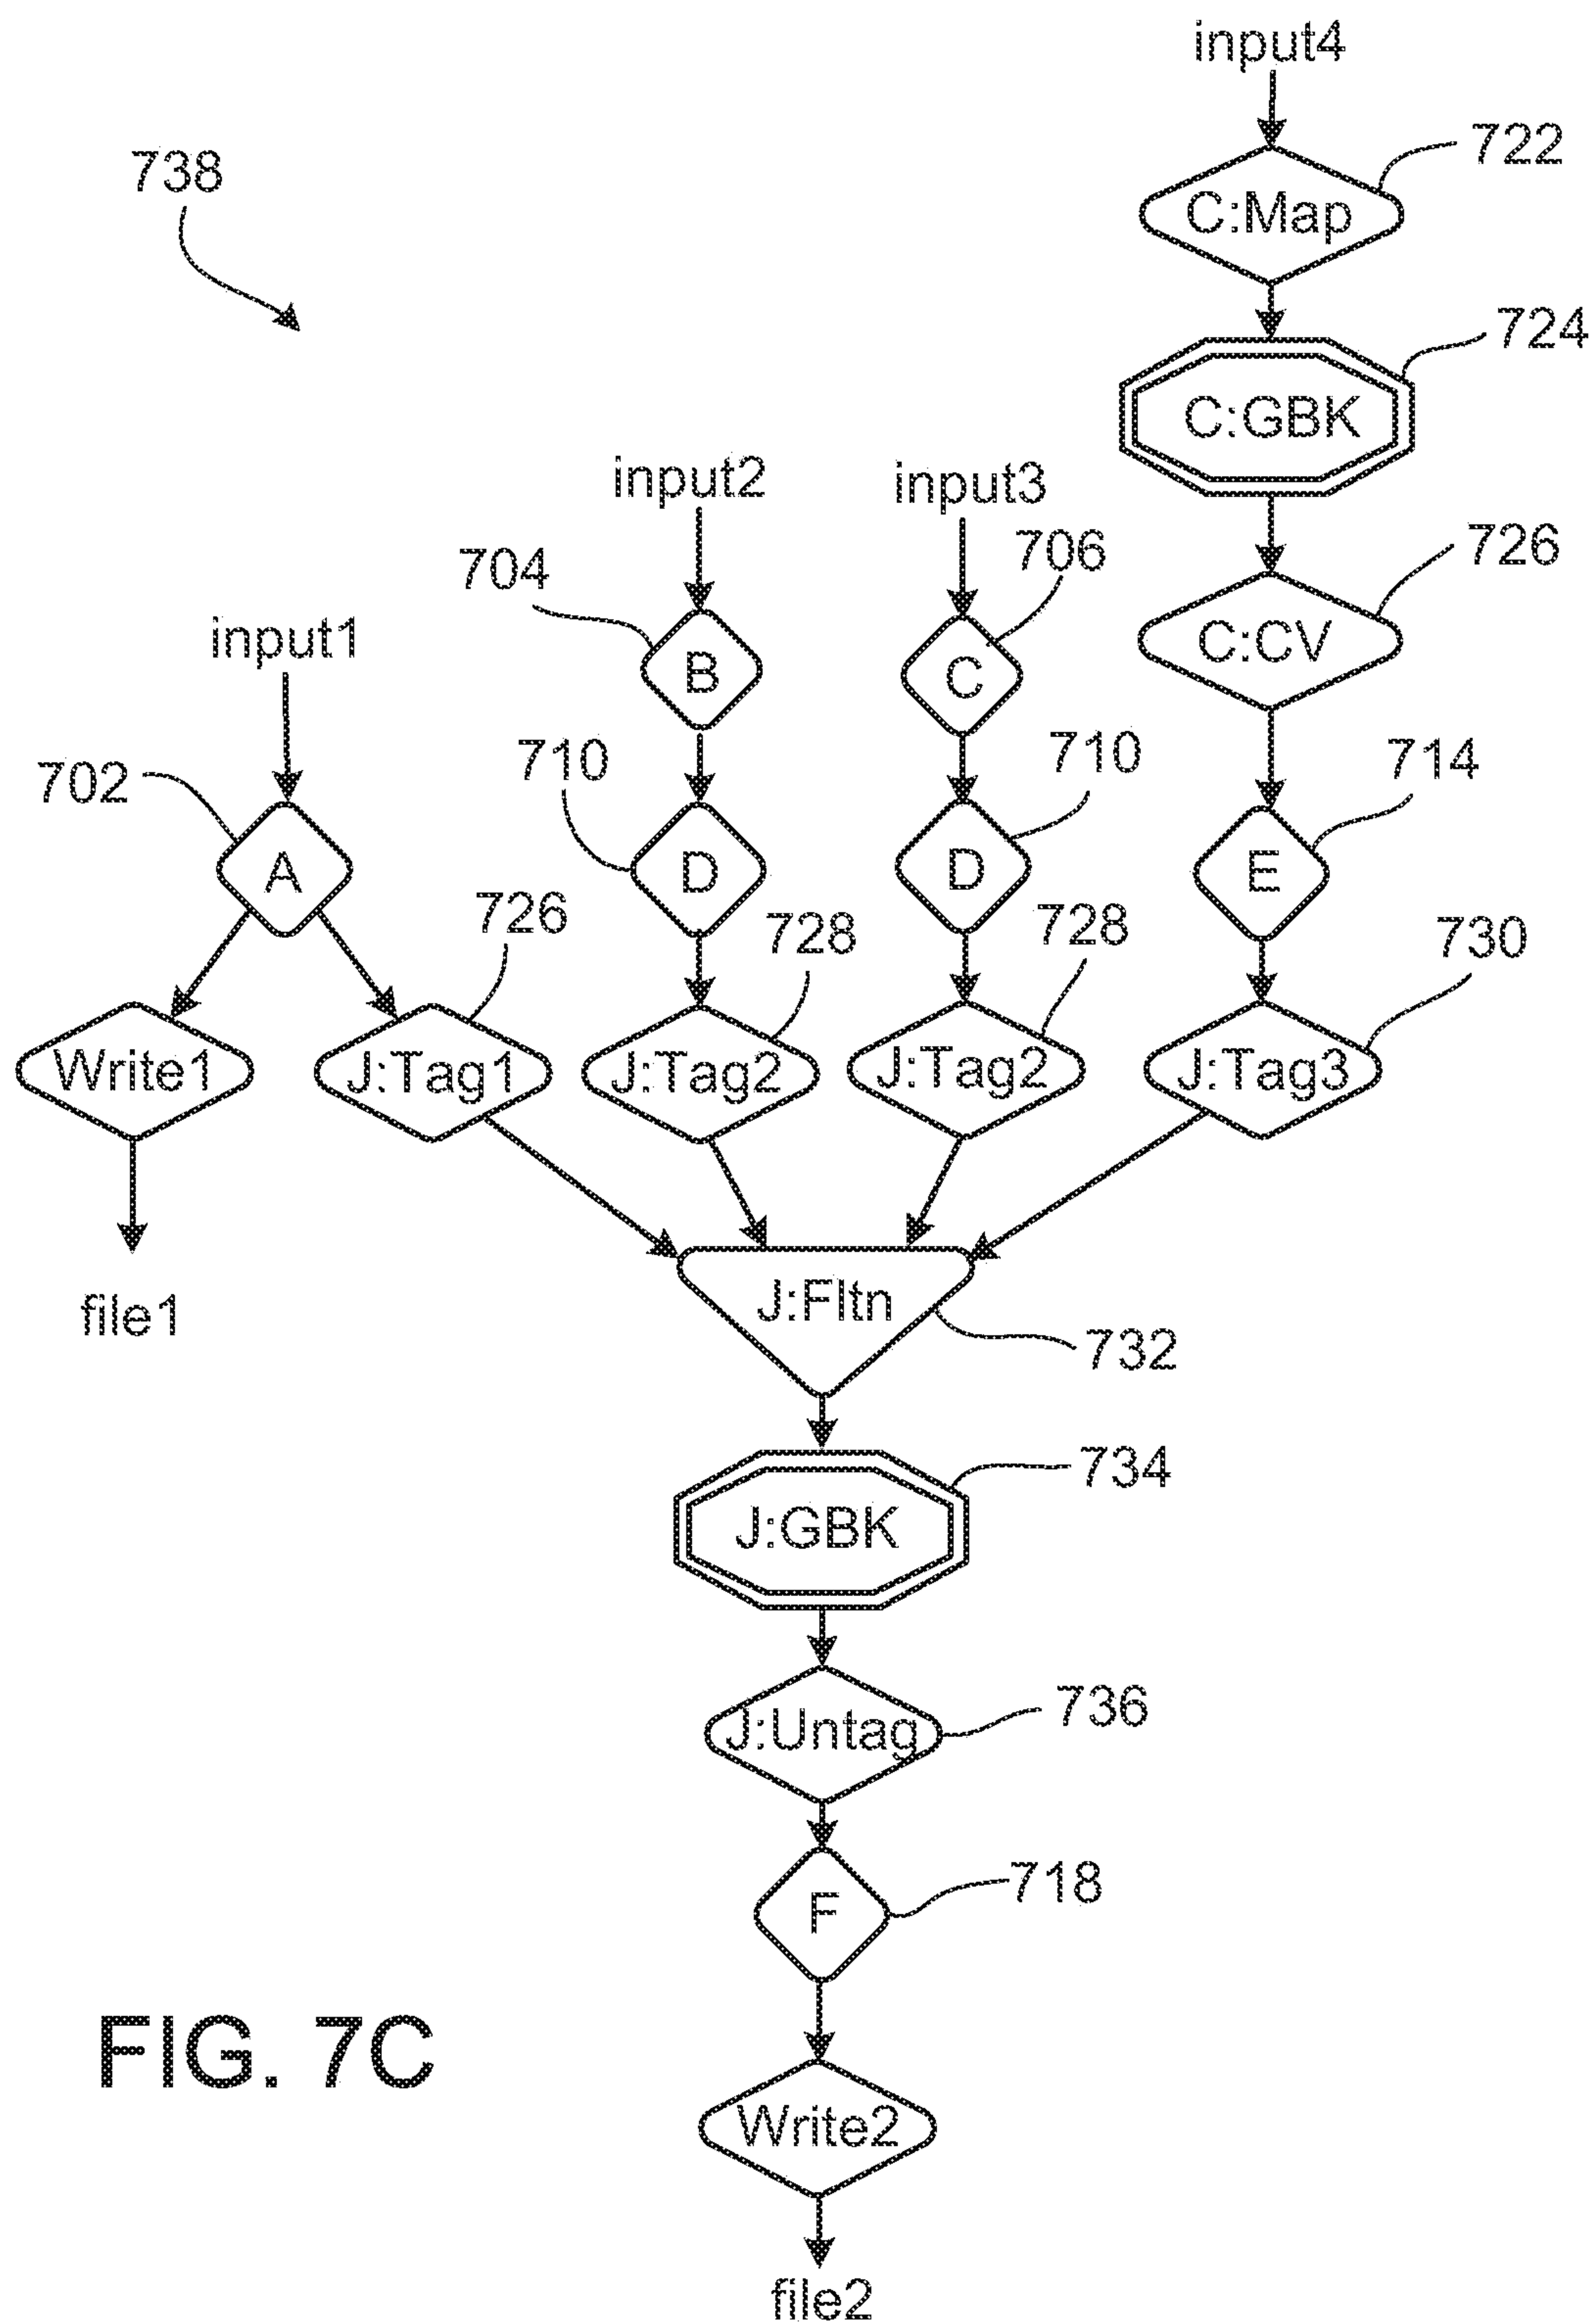 input4
722
738
C:Map
724
C:GBK
input2
input3
706
704
726
input1
B
C
C:CV
702
710
710
714
A
D
D
E
726
728
728
730
Write1
J:Tag1
J:Tag2
J:Tag2
J:Tag3
file1
J:Fltn
732
734
J:GBK
J:Untag
736
F
718
FIG. 7C
Write2
file2